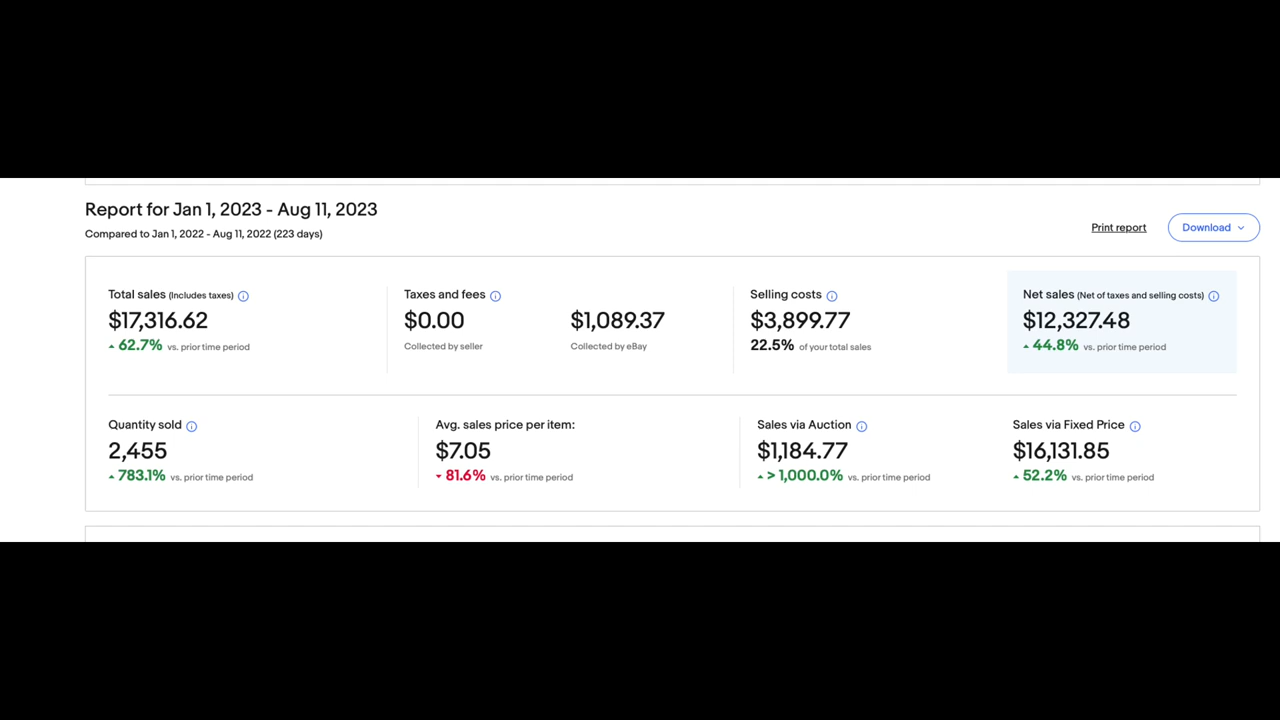 Report for Jan 1, 2023 - Aug 11, 2023
Compared to Jan 1, 2022 - Aug 11, 2022 (223 days)
Print report
Download
Total sales (Includes taxes)
$17,316.62
62.7% vs. prior time period
Taxes and fees
$0.00
Collected by seller
$1,089.37
Collected by eBay
Selling costs
$3,899.77
22.5% of your total sales
Net sales (Net of taxes and selling costs)
$12,327.48
44.8% vs. prior time period
Quantity sold
2,455
783.1% vs. prior time period
Avg. sales price per item:
$7.05
81.6% vs. prior time period
Sales via Auction
$1,184.77
> 1,000.0% vs. prior time period
Sales via Fixed Price
$16,131.85
52.2% vs. prior time period